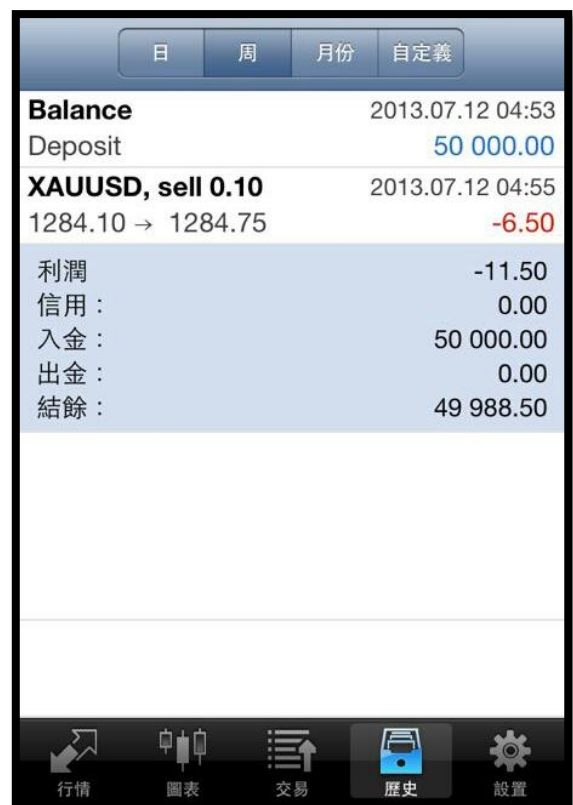 日 周 月份 自定義
Balance 2013.07.12 04:53
Deposit 50 000.00
XAUUSD, sell 0.10 2013.07.12 04:55
1284.10 → 1284.75 -6.50
利潤 -11.50
信用： 0.00
入金： 50 000.00
出金： 0.00
結餘： 49 988.50
行情 圖表 交易 歷史 設置